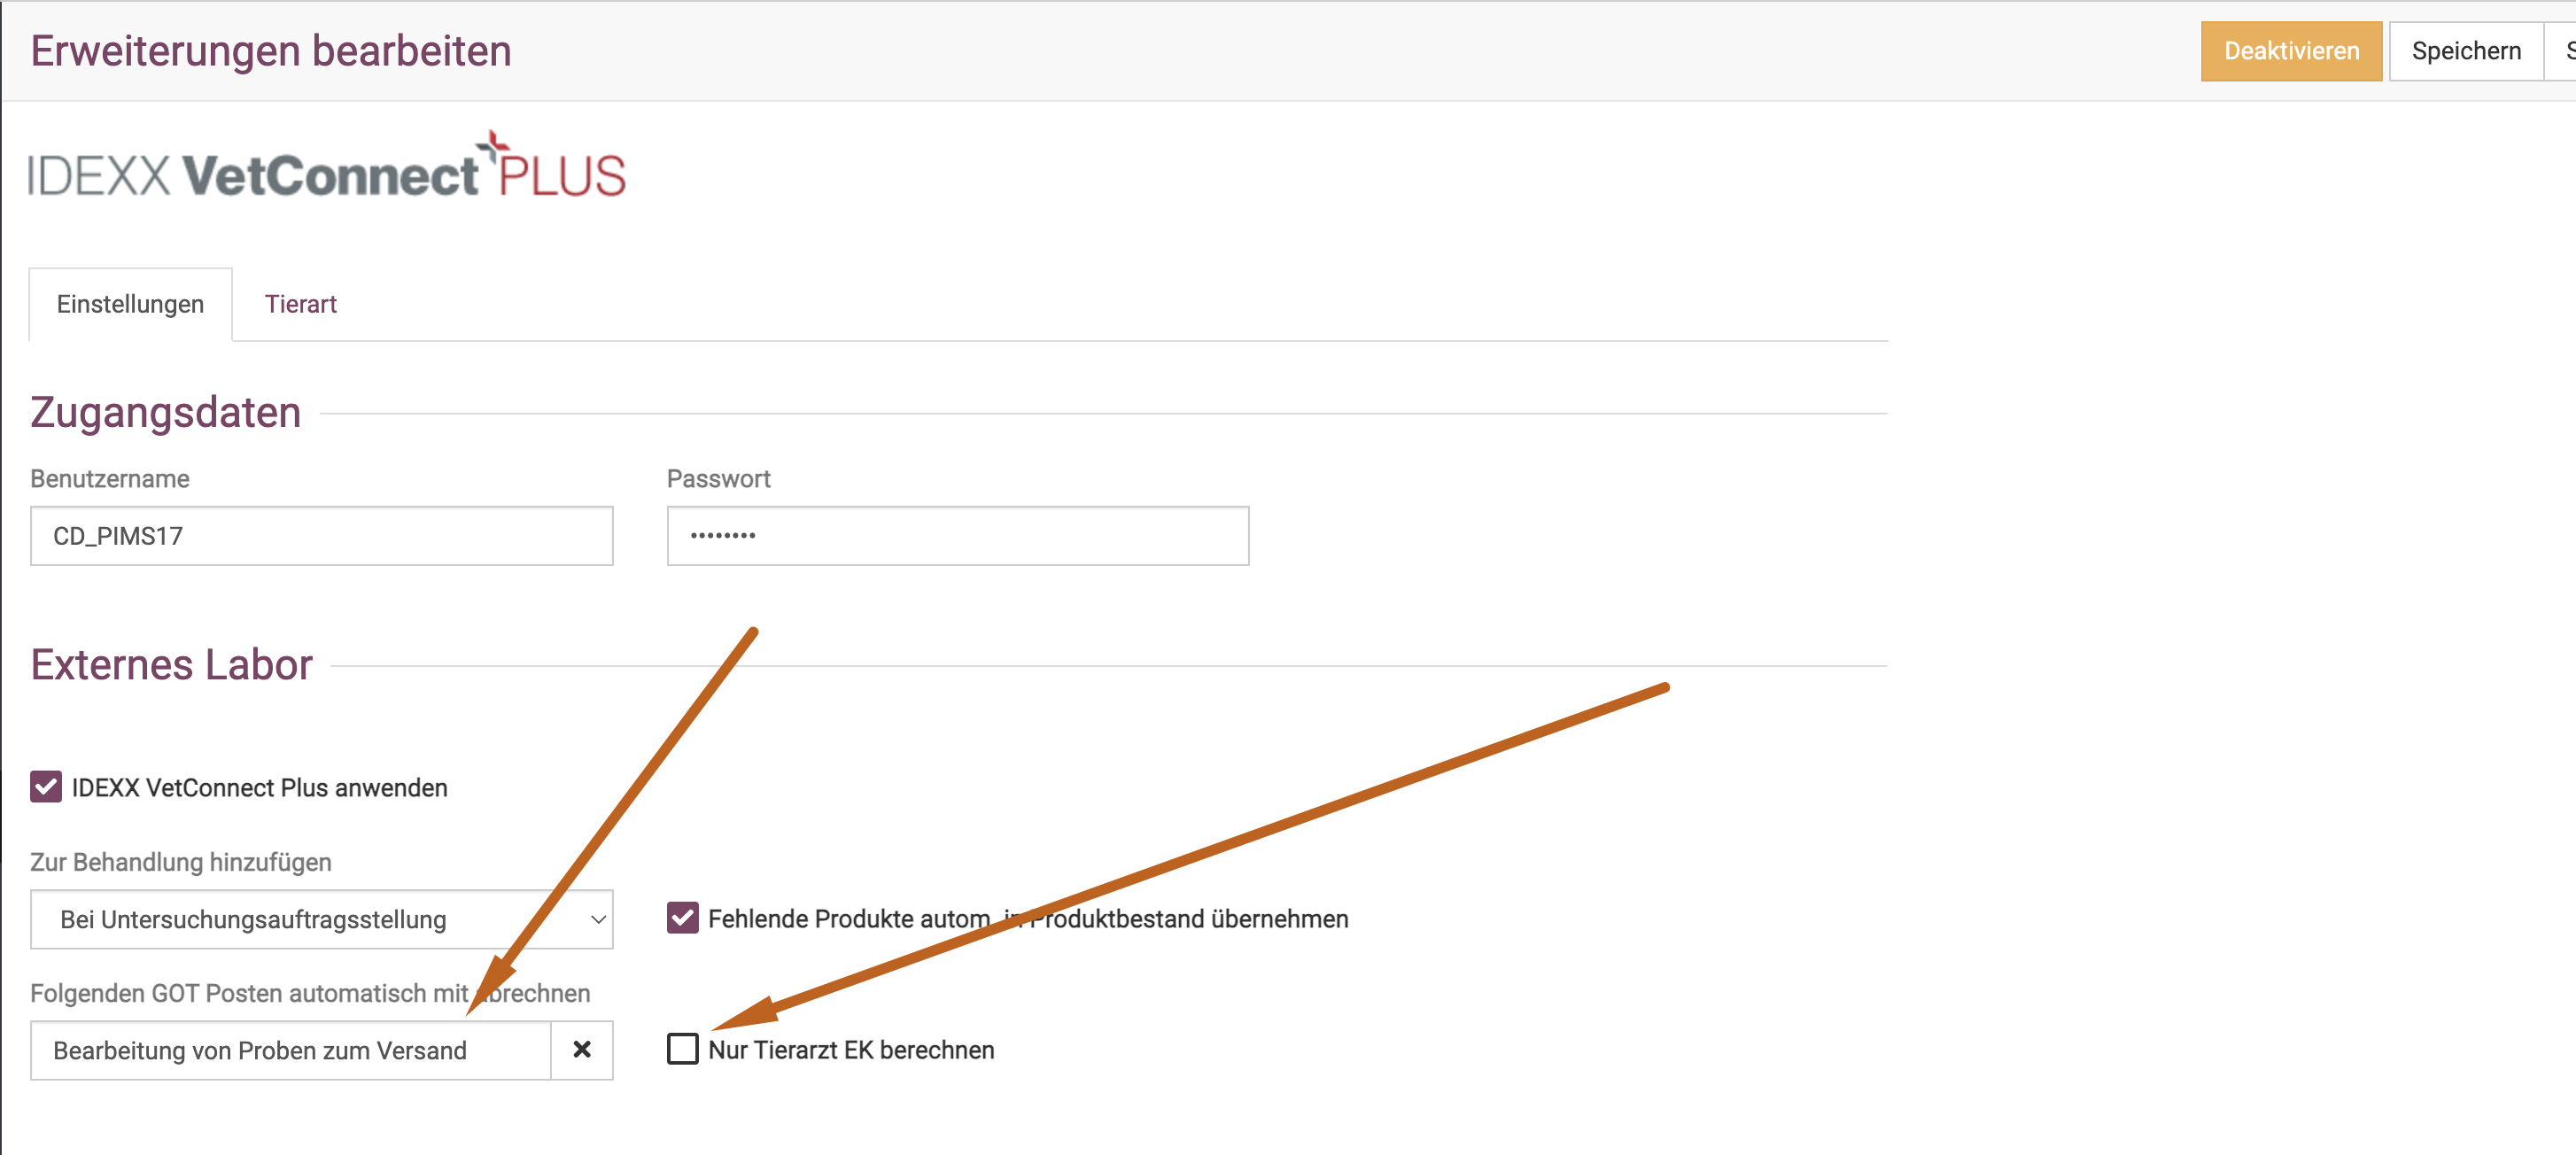 Erweiterungen bearbeiten
Deaktivieren
Speichern
IDEXX VetConnect PLUS
Einstellungen
Tierart
Zugangsdaten
Benutzername
Passwort
CD_PIMS17
••••••••
Externes Labor
IDEXX VetConnect Plus anwenden
Zur Behandlung hinzufügen
Bei Untersuchungsauftragsstellung
Fehlende Produkte autom. in Produktbestand übernehmen
Folgenden GOT Posten automatisch mit abrechnen
Bearbeitung von Proben zum Versand
Nur Tierarzt EK berechnen